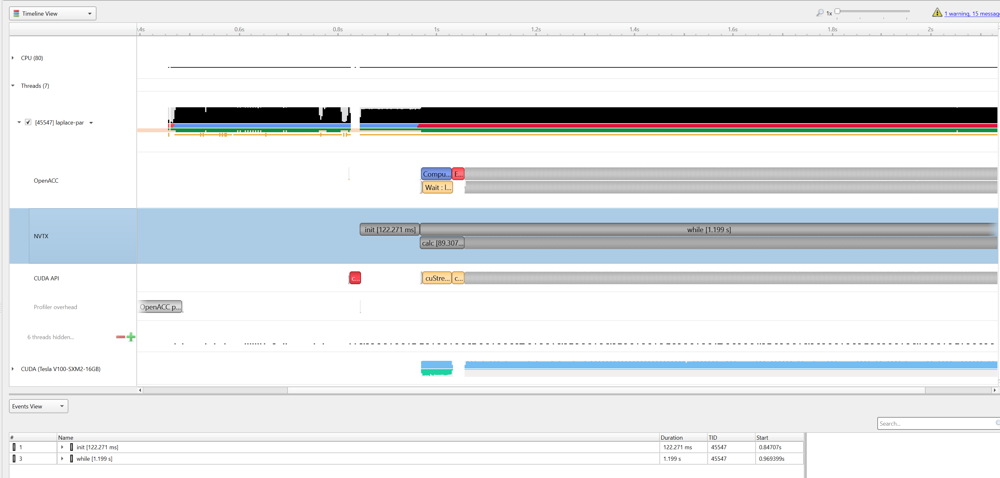 Timeline View
1x
1 warning, 15 messag
.4s 0.6s 0.8s 1s 1.2s 1.4s 1.6s 1.8s 2s
CPU (80)
Threads (7)
[45547] laplace-par
OpenACC
Compu... E...
Wait : l...
NVTX
init [122.271 ms] while [1.199 s]
calc [89.307...
CUDA API
c... cuStre... c...
Profiler overhead
OpenACC p...
6 threads hidden...
CUDA (Tesla V100-SXM2-16GB)
Events View
Search...
# Name Duration TID Start
1 init [122.271 ms] 122.271 ms 45547 0.84707s
3 while [1.199 s] 1.199 s 45547 0.969399s